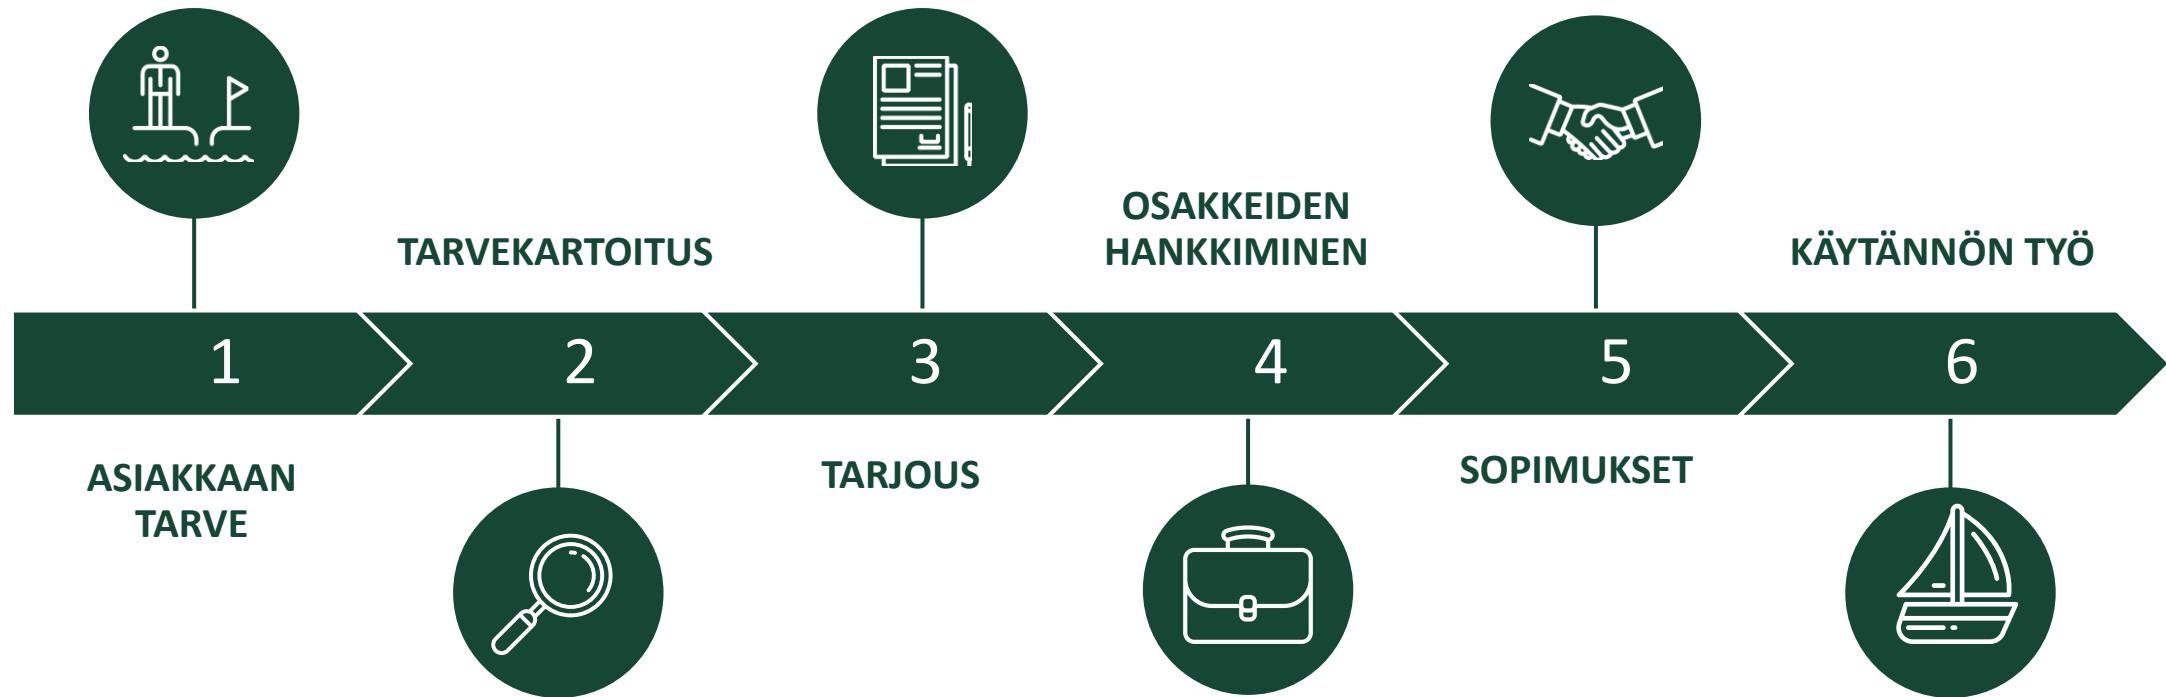 OSAKKEIDEN
HANKKIMINEN
TARVEKARTOITUS
KÄYTÄNNÖN TYÖ
1
2
3
4
5
6
ASIAKKAAN
TARVE
TARJOUS
SOPIMUKSET